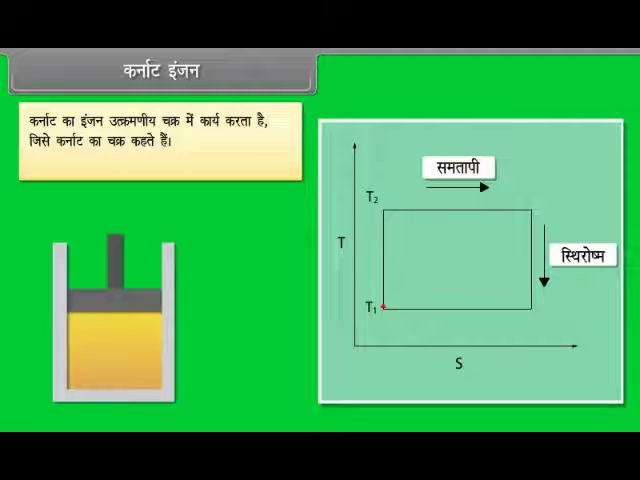 कर्नाट इंजन
कर्नाट का इंजन उत्क्रमणीय चक्र में कार्य करता है,
जिसे कर्नाट का चक्र कहते हैं।
समतापी
T2
T
स्थिरोष्म
T1
S